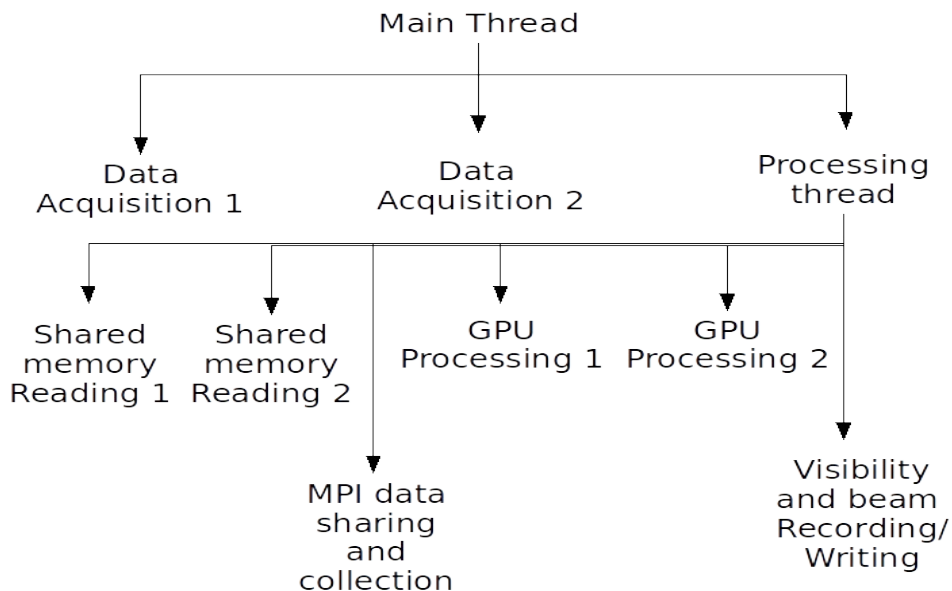 Main Thread
Data
Acquisition 1
Data
Acquisition 2
Processing
thread
Shared
memory
Reading 1
Shared
memory
Reading 2
GPU
Processing 1
GPU
Processing 2
MPI data
sharing
and
collection
Visibility
and beam
Recording/
Writing